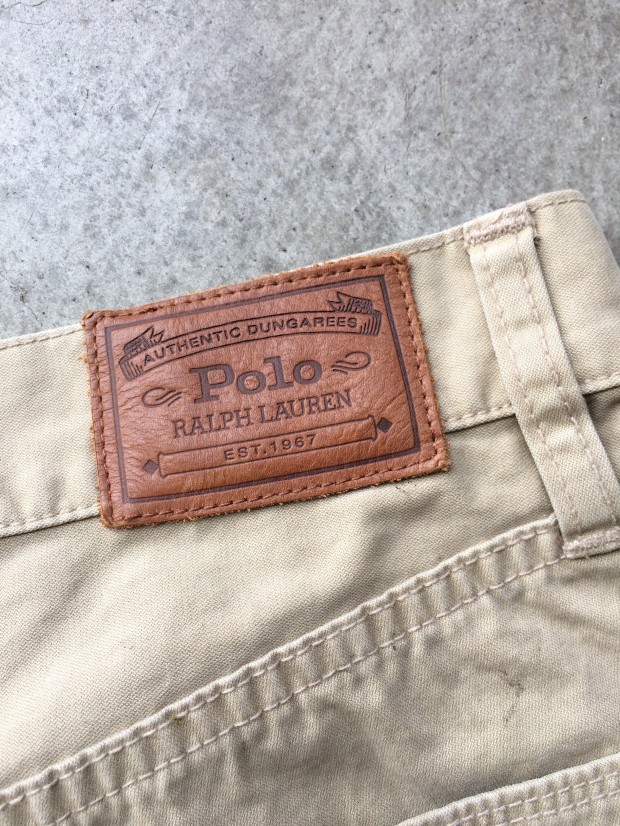 AUTHENTIC DUNGAREES
Polo
RALPH LAUREN
EST. 1967